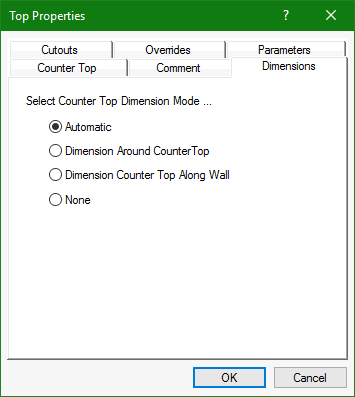 Top Properties ?
Cutouts Overrides Parameters
Counter Top Comment Dimensions
Select Counter Top Dimension Mode ...
Automatic
Dimension Around CounterTop
Dimension Counter Top Along Wall
None
OK Cancel